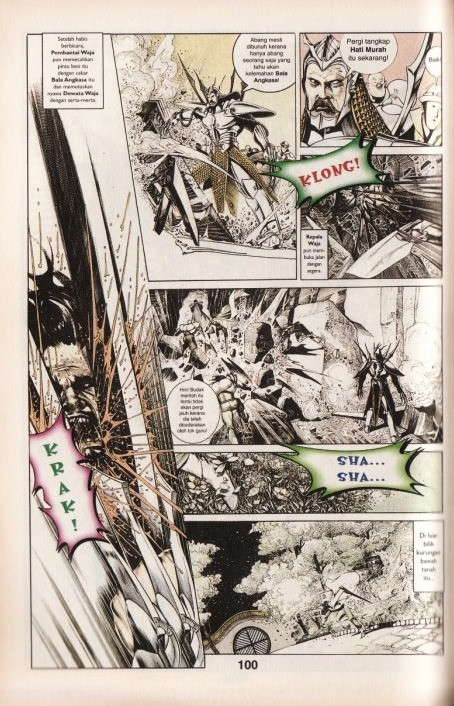 Setelah habis
berbicara,
Pembantai Waja
pun memecahkan
pintu besi itu
dengan cakar
Bala Angkasa itu
dan memutuskan
nyawa Dewata Waja
dengan serta-merta.
Abang mesti
dibunuh kerana
hanya abang
seorang saja yang
tahu akan
kelemahan Bala
Angkasa!
Pergi tangkap
Hati Murah
itu sekarang!
Baik!
KLONG!
Kepala
Waja
pun mem-
buka jalan
dengan
segera.
Hm! Budak
mentah itu
tentu tidak
akan pergi
jauh kerana
dia telah
dicederakan
oleh tok guru!
KRAK!
SHA...
SHA...
Di luar
bilik
kurungan
bawah
tanah
itu...
100